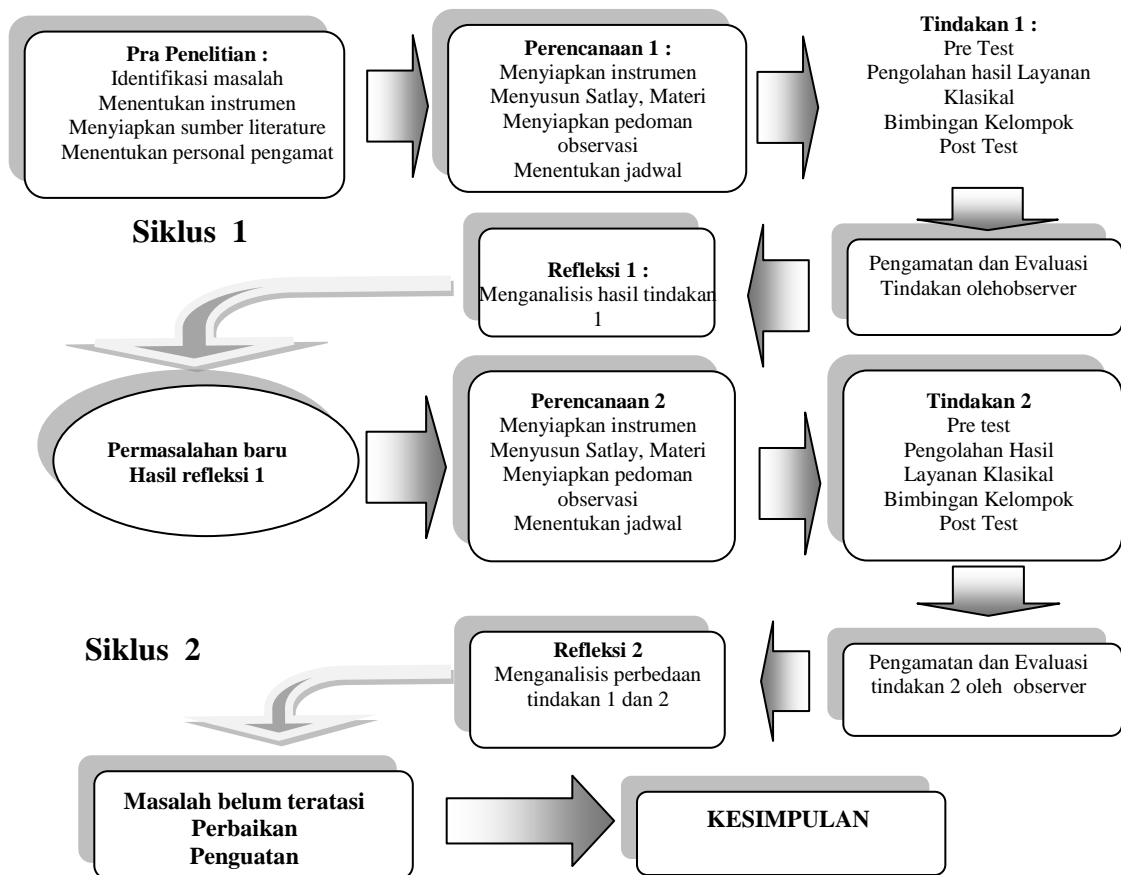 Pra Penelitian :
Identifikasi masalah
Menentukan instrumen
Menyiapkan sumber literature
Menentukan personal pengamat
Perencanaan 1 :
Menyiapkan instrumen
Menyusun Satlay, Materi
Menyiapkan pedoman
observasi
Menentukan jadwal
Tindakan 1 :
Pre Test
Pengolahan hasil Layanan
Klasikal
Bimbingan Kelompok
Post Test
Siklus 1
Refleksi 1 :
Menganalisis hasil tindakan
1
Pengamatan dan Evaluasi
Tindakan olehobserver
Permasalahan baru
Hasil refleksi 1
Perencanaan 2
Menyiapkan instrumen
Menyusun Satlay, Materi
Menyiapkan pedoman
observasi
Menentukan jadwal
Tindakan 2
Pre test
Pengolahan Hasil
Layanan Klasikal
Bimbingan Kelompok
Post Test
Siklus 2
Refleksi 2
Menganalisis perbedaan
tindakan 1 dan 2
Pengamatan dan Evaluasi
tindakan 2 oleh observer
Masalah belum teratasi
Perbaikan
Penguatan
KESIMPULAN